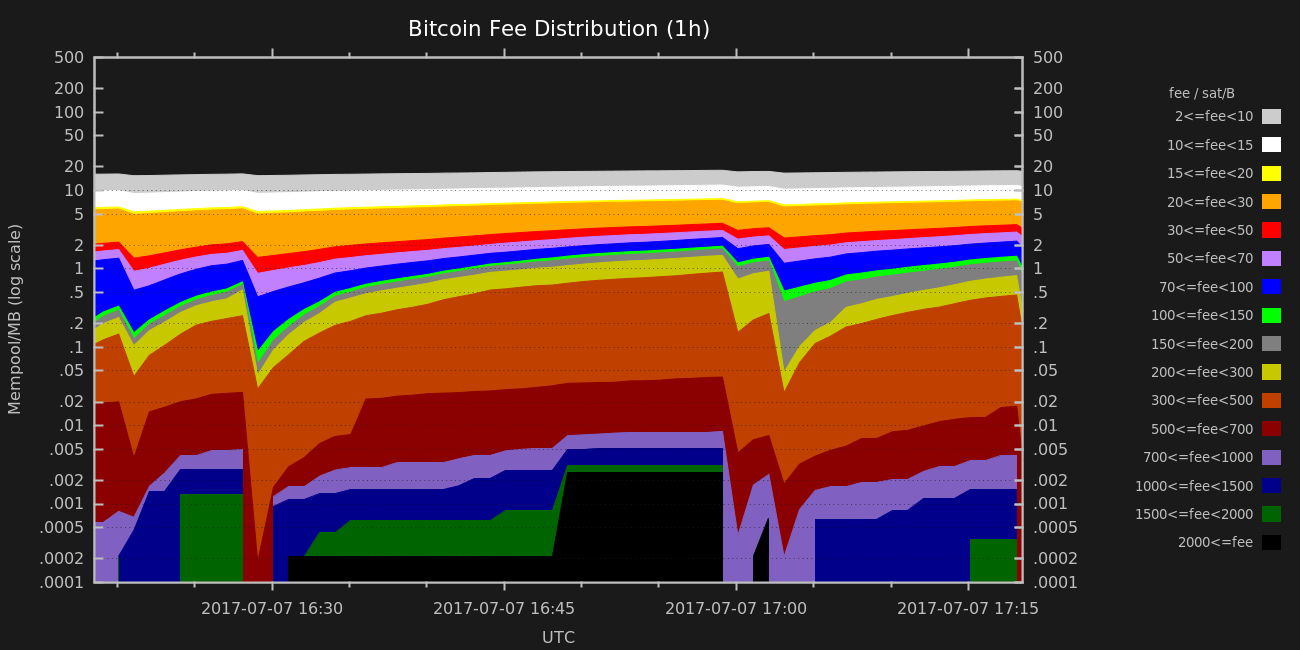 Bitcoin Fee Distribution (1h)
Mempool/MB (log scale)
500
200
100
50
20
10
5
2
1
.5
.2
.1
.05
.02
.01
.005
.002
.001
.0005
.0002
.0001
500
200
100
50
20
10
5
2
1
.5
.2
.1
.05
.02
.01
.005
.002
.001
.0005
.0002
.0001
2017-07-07 16:30
2017-07-07 16:45
2017-07-07 17:00
2017-07-07 17:15
UTC
fee / sat/B
2<=fee<10
10<=fee<15
15<=fee<20
20<=fee<30
30<=fee<50
50<=fee<70
70<=fee<100
100<=fee<150
150<=fee<200
200<=fee<300
300<=fee<500
500<=fee<700
700<=fee<1000
1000<=fee<1500
1500<=fee<2000
2000<=fee